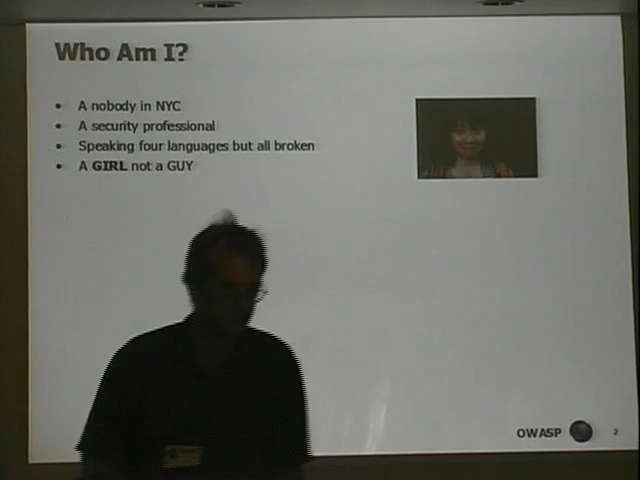 Who Am I?
• A nobody in NYC
• A security professional
• Speaking four languages but all broken
• A GIRL not a GUY
OWASP 2